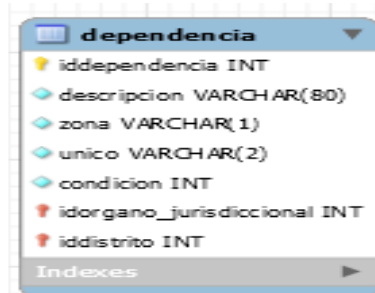 dependencia
iddependencia INT
descripcion VARCHAR(80)
zona VARCHAR(1)
unico VARCHAR(2)
condicion INT
idorgano_jurisdiccional INT
iddistrito INT
Indexes